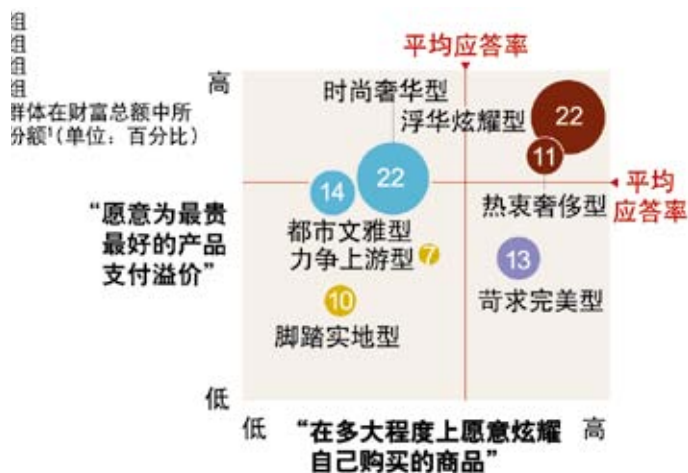 组
组
组
组
群体在财富总额中所
份额¹(单位：百分比)
平均应答率
高
时尚奢华型
浮华炫耀型
22
11
平均
应答率
14
22
热衷奢侈型
“愿意为最贵
最好的产品
支付溢价”
都市文雅型
力争上游型
7
13
10
苛求完美型
脚踏实地型
低
低
“在多大程度上愿意炫耀
自己购买的商品”
高